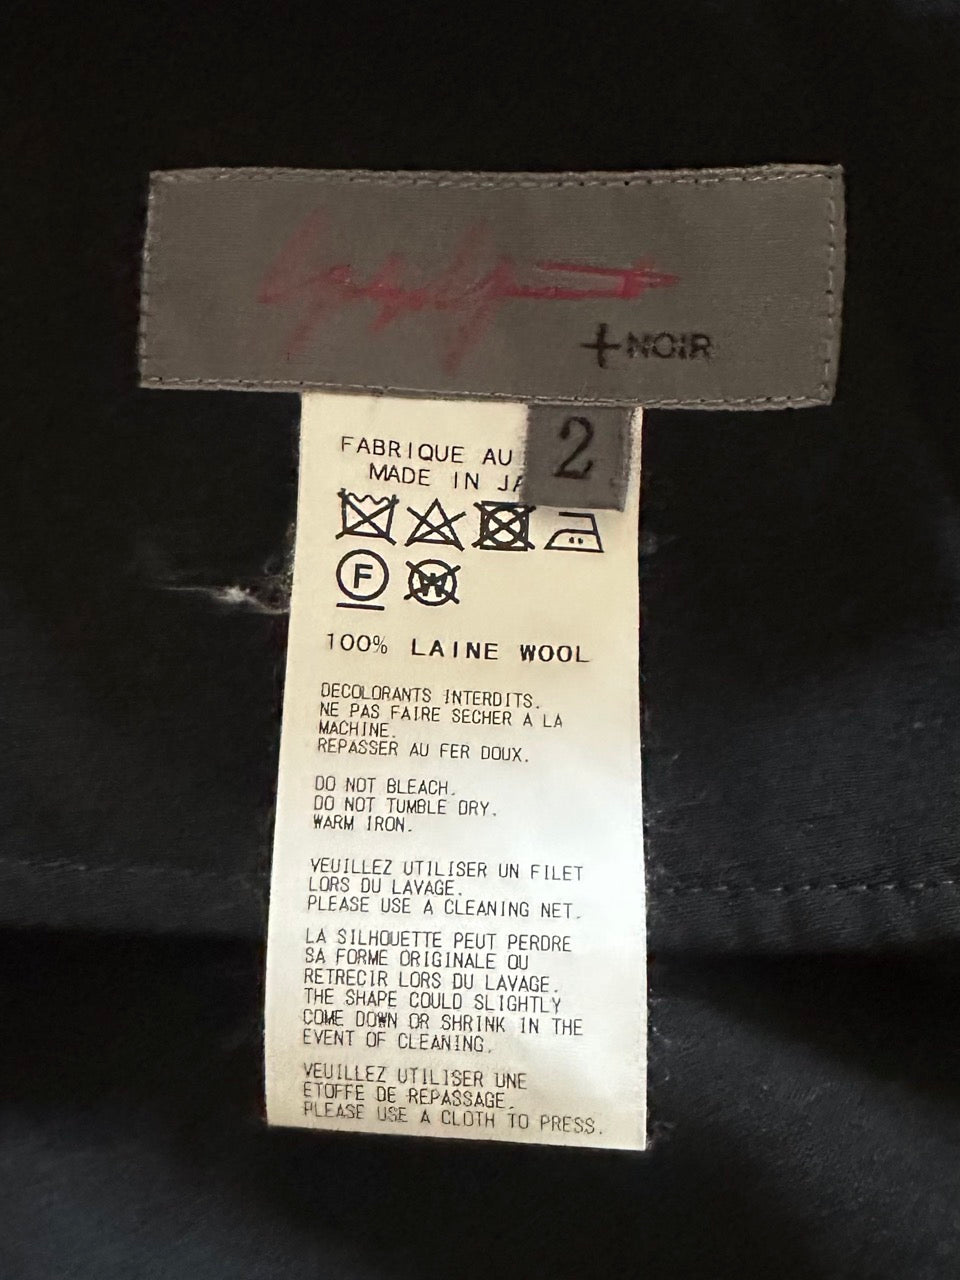 +NOIR
2
FABRIQUE AU
MADE IN JA
F
W
100% LAINE WOOL
DECOLORANTS INTERDITS.
NE PAS FAIRE SECHER A LA
MACHINE.
REPASSER AU FER DOUX.
DO NOT BLEACH.
DO NOT TUMBLE DRY.
WARM IRON.
VEUILLEZ UTILISER UN FILET
LORS DU LAVAGE.
PLEASE USE A CLEANING NET.
LA SILHOUETTE PEUT PERDRE
SA FORME ORIGINALE OU
RETRECIR LORS DU LAVAGE.
THE SHAPE COULD SLIGHTLY
COME DOWN OR SHRINK IN THE
EVENT OF CLEANING.
VEUILLEZ UTILISER UNE
ETOFFE DE REPASSAGE.
PLEASE USE A CLOTH TO PRESS.